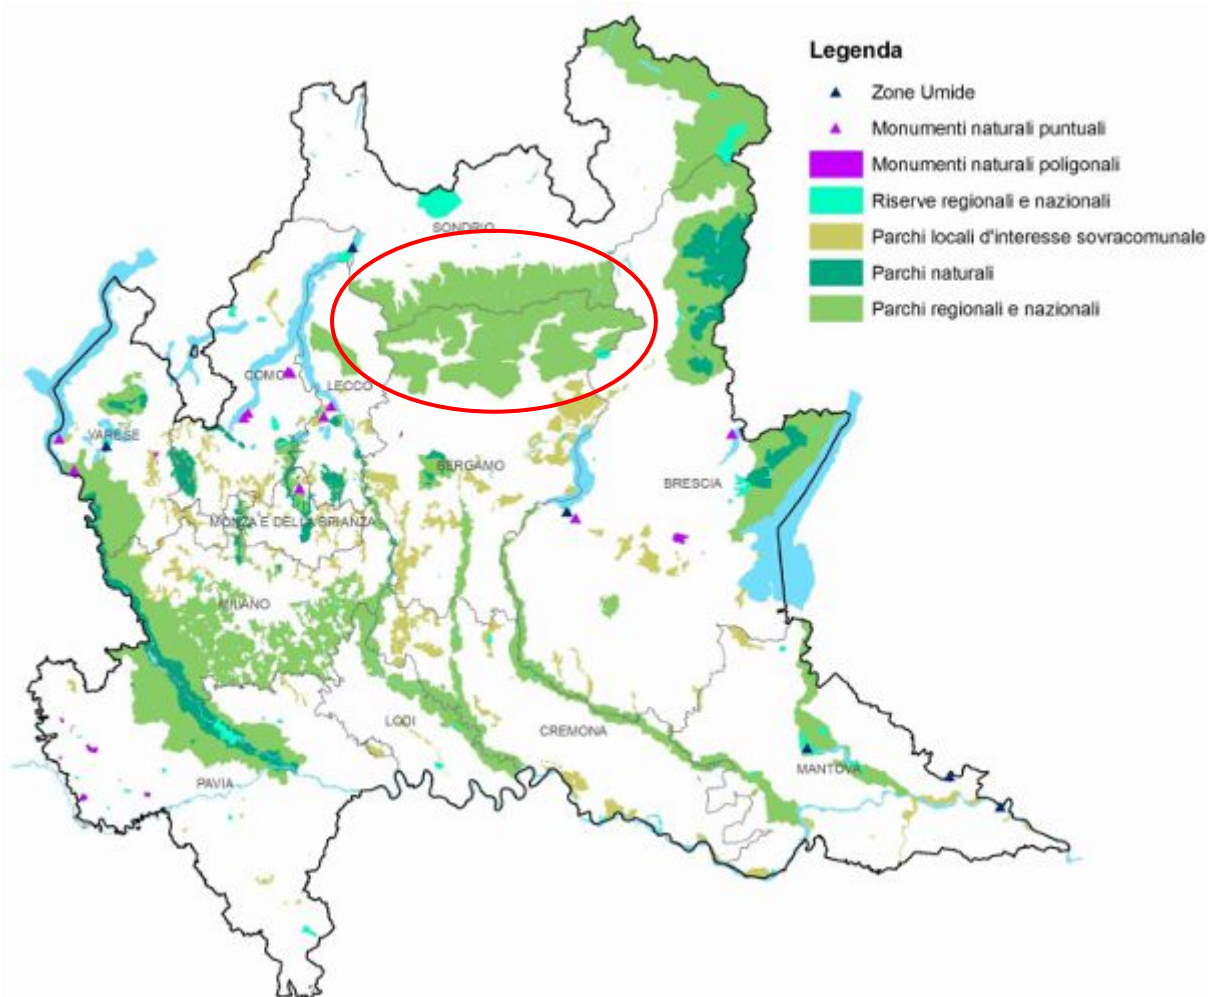 Legenda
Zone Umide
Monumenti naturali puntuali
Monumenti naturali poligonali
Riserve regionali e nazionali
Parchi locali d'interesse sovracomunale
Parchi naturali
Parchi regionali e nazionali
SONDRIO
COMO
LECCO
VARESE
BERGAMO
BRESCIA
MONZA E DELLA BRIANZA
MILANO
LODI
CREMONA
PAVIA
MANTOVA